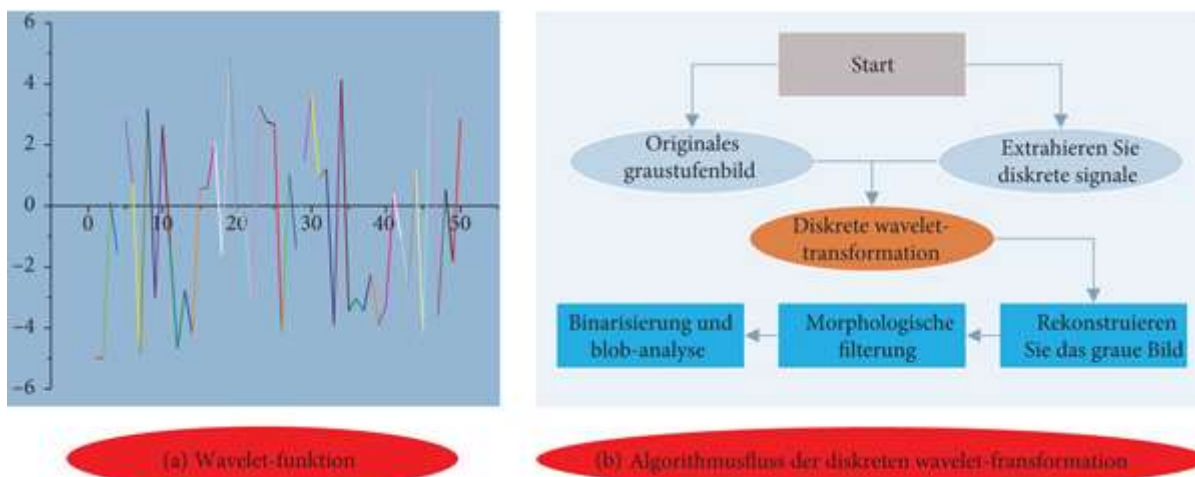 6
4
2
0
−2
−4
−6
0
10
20
30
40
50
(a) Wavelet-funktion
Start
Originales
graustufenbild
Extrahieren Sie
diskrete signale
Diskrete wavelet-
transformation
Binarisierung und
blob-analyse
Morphologische
filterung
Rekonstruieren
Sie das graue Bild
(b) Algorithmusfluss der diskreten wavelet-transformation